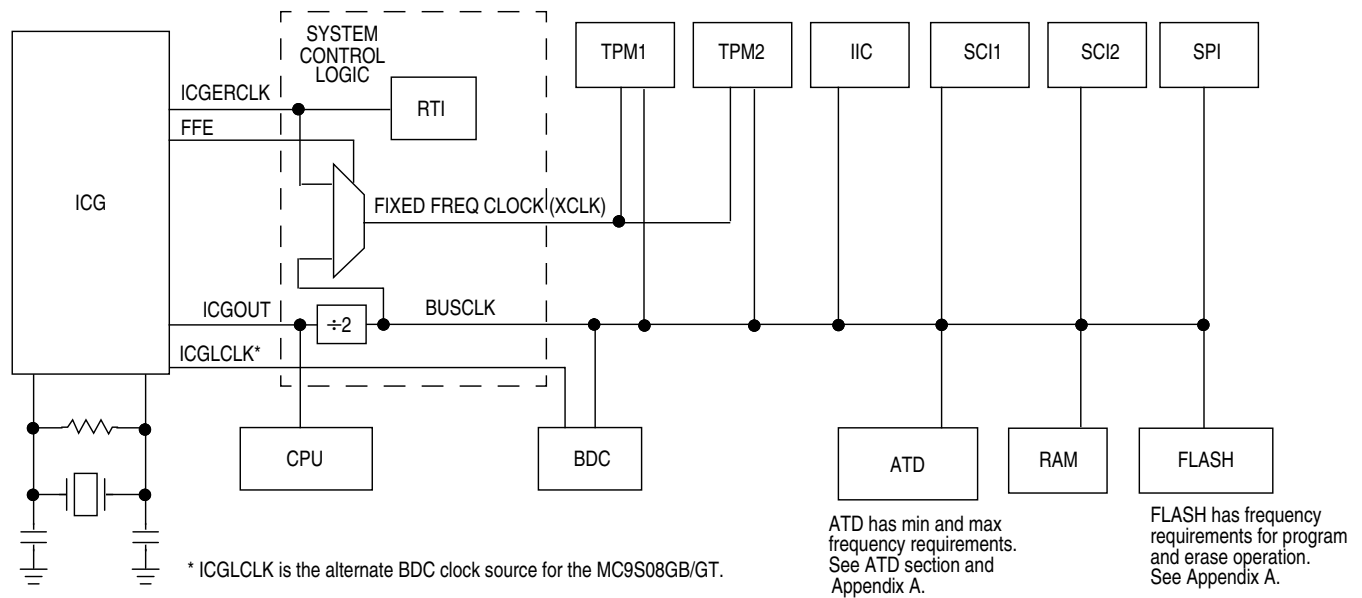 SYSTEM
CONTROL
LOGIC
TPM1
TPM2
IIC
SCI1
SCI2
SPI
ICGERCLK
RTI
FFE
ICG
FIXED FREQ CLOCK (XCLK)
ICGOUT
÷2
BUSCLK
ICGLCLK*
CPU
BDC
ATD
RAM
FLASH
ATD has min and max
frequency requirements.
See ATD section and
Appendix A.
FLASH has frequency
requirements for program
and erase operation.
See Appendix A.
* ICGLCLK is the alternate BDC clock source for the MC9S08GB/GT.